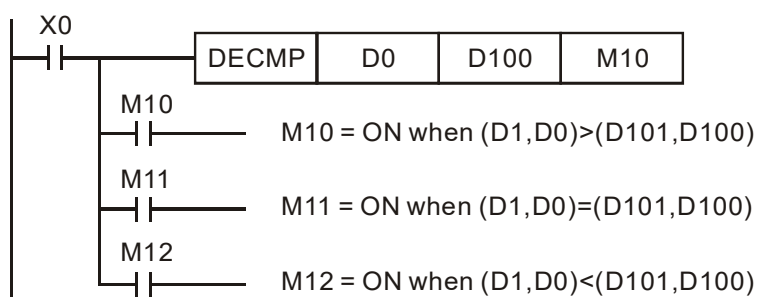 X0
DECMP D0 D100 M10
M10
M10 = ON when (D1,D0)>(D101,D100)
M11
M11 = ON when (D1,D0)=(D101,D100)
M12
M12 = ON when (D1,D0)<(D101,D100)